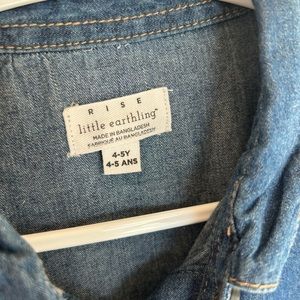 RISE
little earthling
MADE IN BANGLADESH
FABRIQUÉ AU BANGLADESH
4-5Y
4-5 ANS